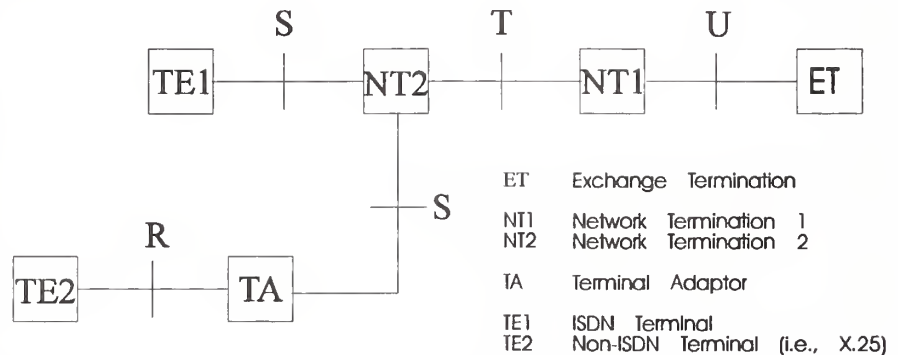 S T U
TE1 NT2 NT1 ET
S
R
TE2 TA
ET Exchange Termination
NT1 Network Termination 1
NT2 Network Termination 2
TA Terminal Adaptor
TE1 ISDN Terminal
TE2 Non-ISDN Terminal (i.e., X.25)